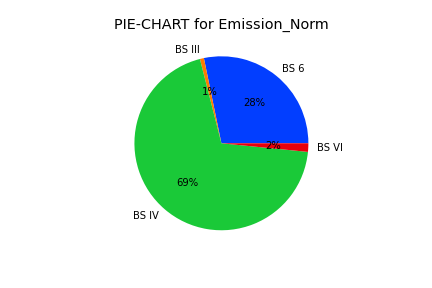 PIE-CHART for Emission_Norm
BS III
BS 6
1%
28%
2%
BS VI
69%
BS IV